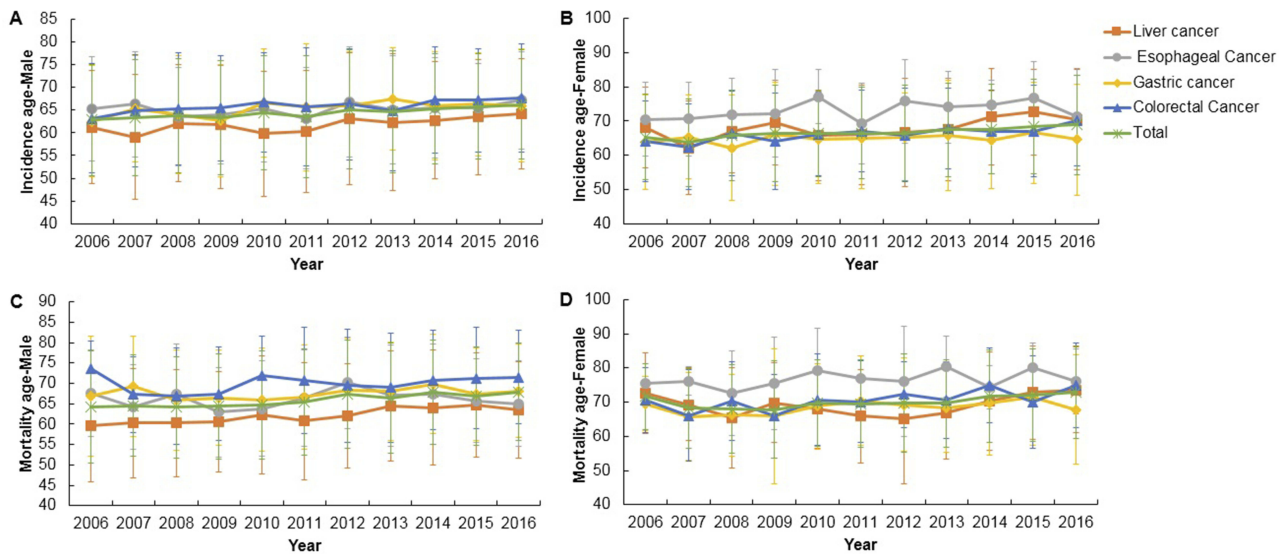 A
Incidence age-Male
85
80
75
70
65
60
55
50
45
40
2006 2007 2008 2009 2010 2011 2012 2013 2014 2015 2016
Year
B
Incidence age-Female
100
90
80
70
60
50
40
2006 2007 2008 2009 2010 2011 2012 2013 2014 2015 2016
Year
Liver cancer
Esophageal Cancer
Gastric cancer
Colorectal Cancer
Total
C
Mortality age-Male
90
85
80
75
70
65
60
55
50
45
40
2006 2007 2008 2009 2010 2011 2012 2013 2014 2015 2016
Year
D
Mortality age-Female
100
90
80
70
60
50
40
2006 2007 2008 2009 2010 2011 2012 2013 2014 2015 2016
Year